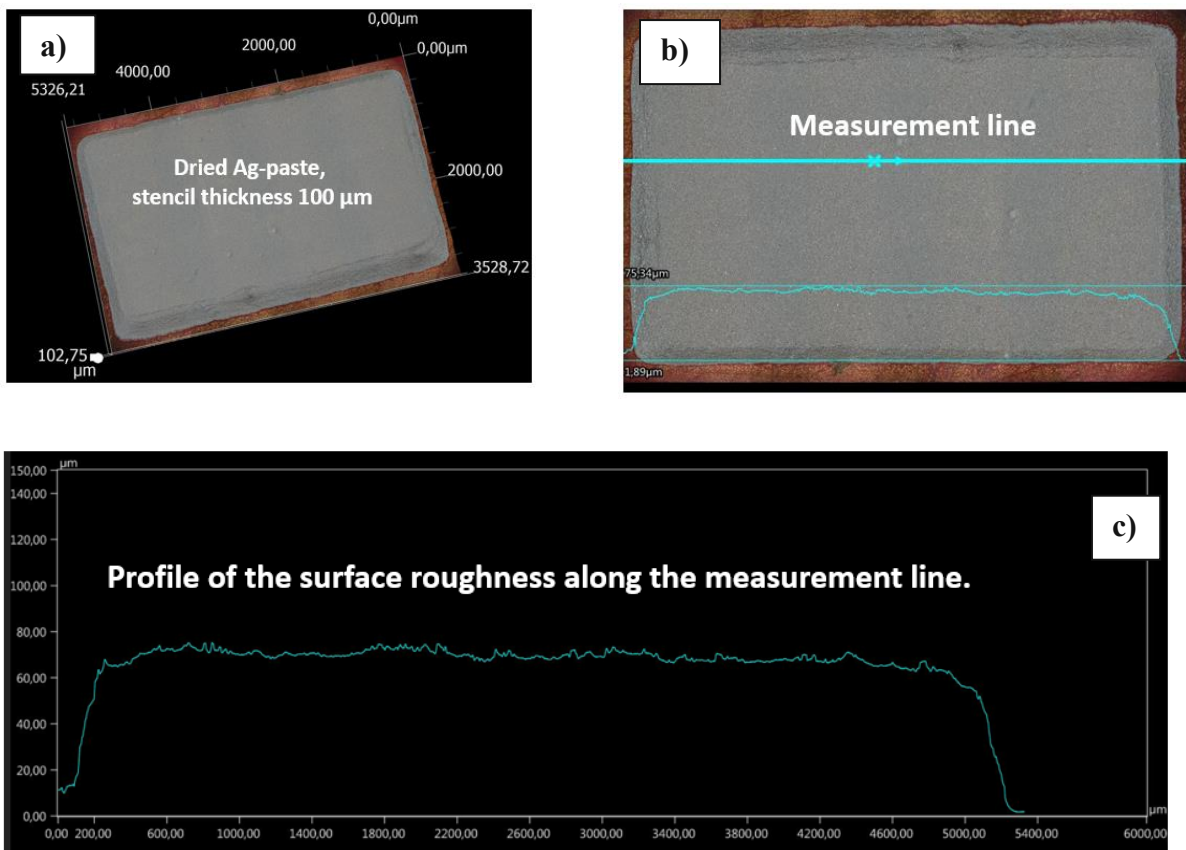 a)
0,00µm
2000,00
0,00µm
4000,00
5326,21
Dried Ag-paste,
stencil thickness 100 µm
2000,00
3528,72
102,75
µm
b)
Measurement line
75,34µm
1,89µm
c)
µm
150,00
140,00
120,00
100,00
80,00
60,00
40,00
20,00
0,00
Profile of the surface roughness along the measurement line.
µm
0,00 200,00 600,00 1000,00 1400,00 1800,00 2200,00 2600,00 3000,00 3400,00 3800,00 4200,00 4600,00 5000,00 5400,00 6000,00